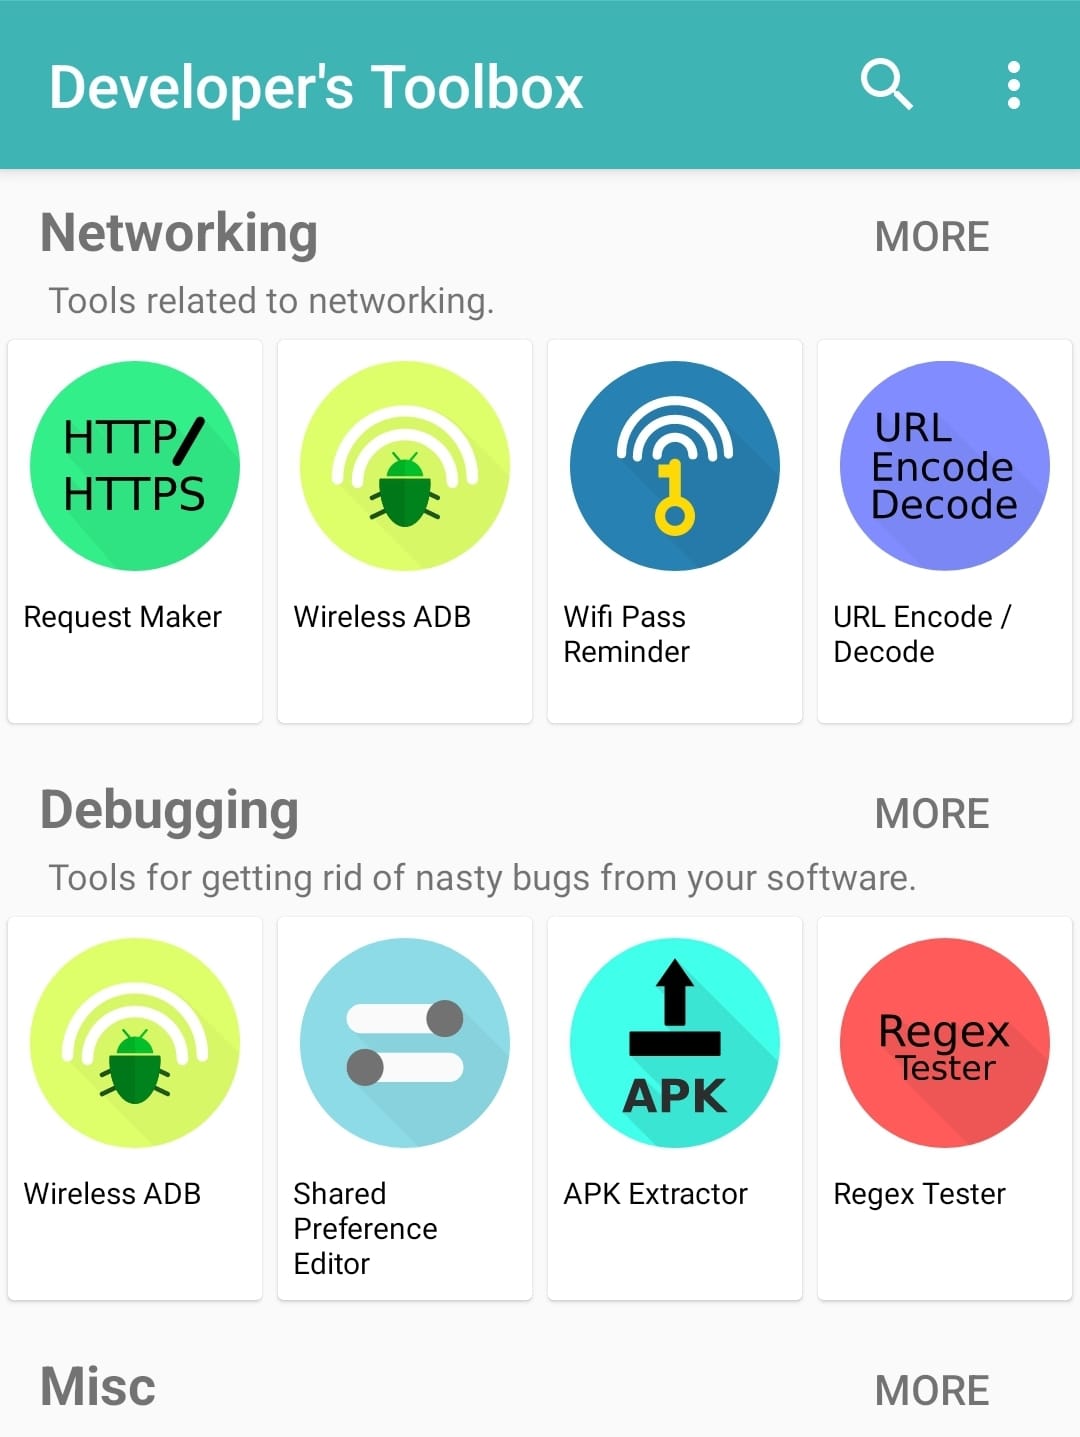 Developer's Toolbox
Networking
MORE
Tools related to networking.
HTTP/
HTTPS
URL
Encode
Decode
Request Maker
Wireless ADB
Wifi Pass
Reminder
URL Encode /
Decode
Debugging
MORE
Tools for getting rid of nasty bugs from your software.
APK
Regex
Tester
Wireless ADB
Shared
Preference
Editor
APK Extractor
Regex Tester
Misc
MORE